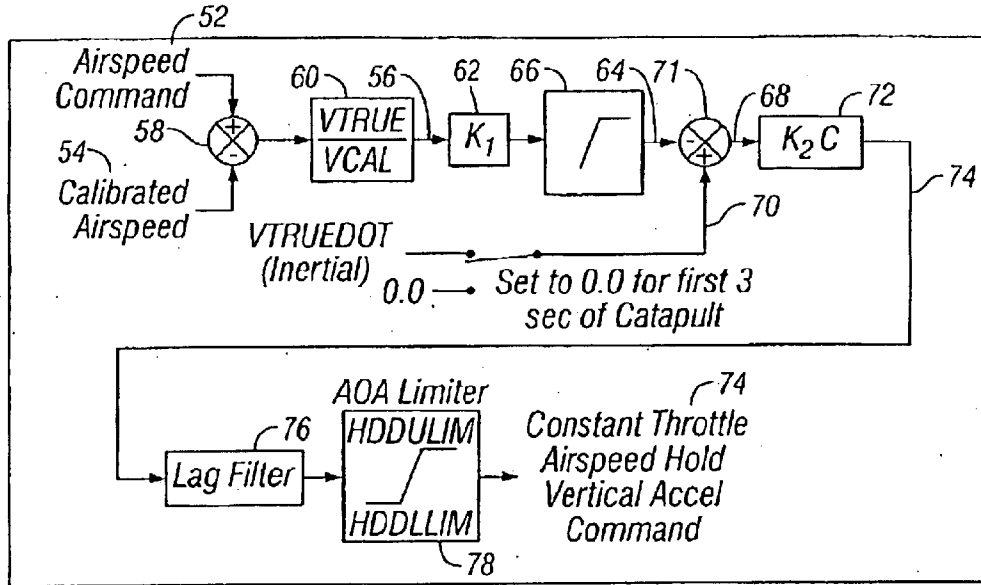 52
Airspeed
Command
58
+
-
54
Calibrated
Airspeed
60
VTRUE
VCAL
56
62
K1
66
64
71
-
+
68
72
K2 C
74
70
VTRUEDOT
(Inertial)
0.0
Set to 0.0 for first 3
sec of Catapult
76
Lag Filter
AOA Limiter
HDDULIM
HDDLLIM
78
74
Constant Throttle
Airspeed Hold
Vertical Accel
Command